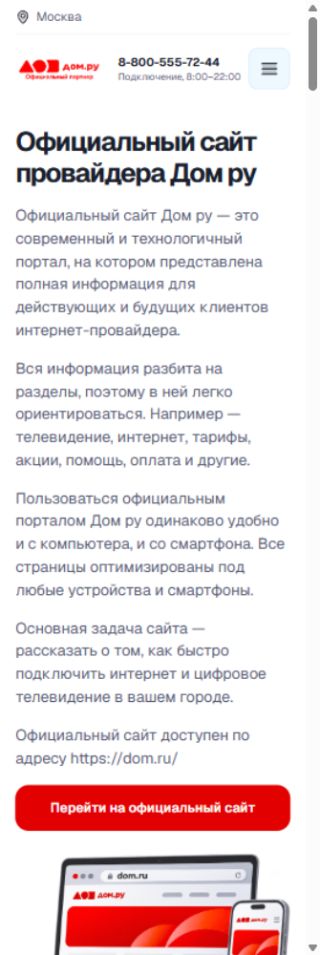 Москва
дом.ру
Официальный партнер
8-800-555-72-44
Подключение, 8:00–22:00
Официальный сайт
провайдера Дом ру
Официальный сайт Дом ру — это
современный и технологичный
портал, на котором представлена
полная информация для
действующих и будущих клиентов
интернет-провайдера.
Вся информация разбита на
разделы, поэтому в ней легко
ориентироваться. Например —
телевидение, интернет, тарифы,
акции, помощь, оплата и другие.
Пользоваться официальным
порталом Дом ру одинаково удобно
и с компьютера, и со смартфона. Все
страницы оптимизированы под
любые устройства и смартфоны.
Основная задача сайта —
рассказать о том, как быстро
подключить интернет и цифровое
телевидение в вашем городе.
Официальный сайт доступен по
адресу https://dom.ru/
Перейти на официальный сайт
dom.ru
дом.ру